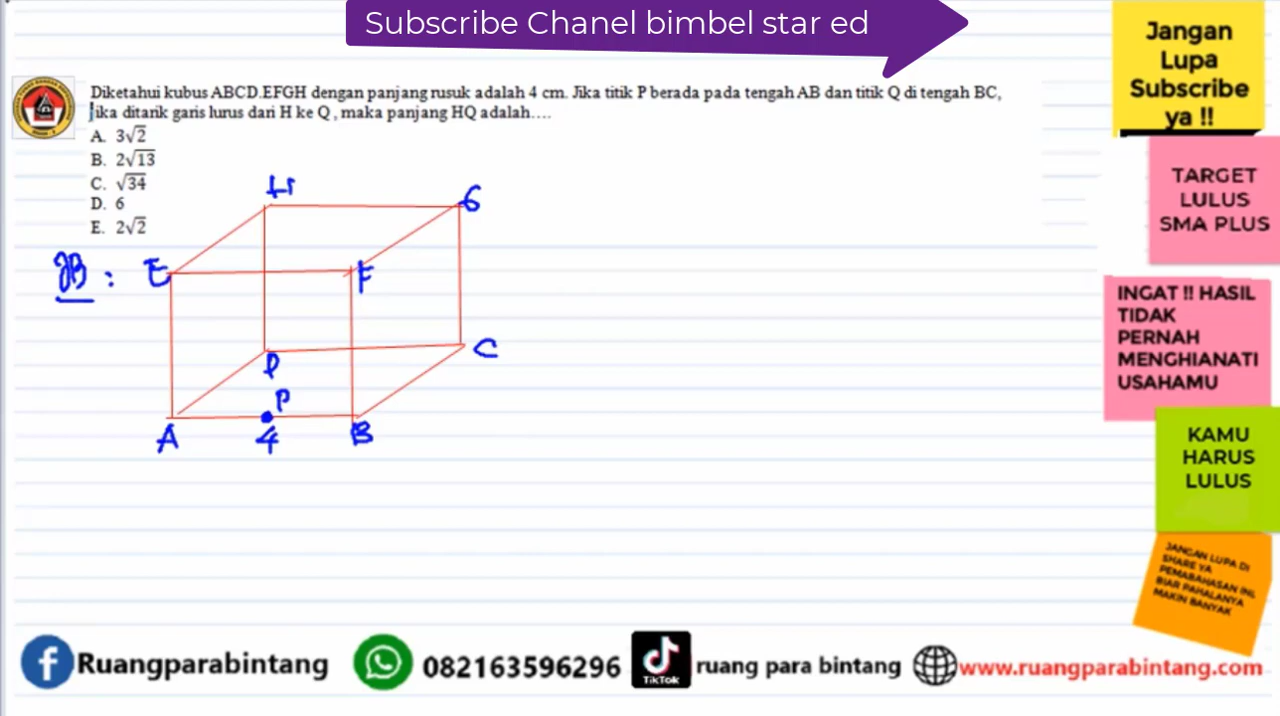 Subscribe Chanel bimbel star ed
Jangan
Lupa
Subscribe
ya !!
Diketahui kubus ABCD.EFGH dengan panjang rusuk adalah 4 cm. Jika titik P berada pada tengah AB dan titik Q di tengah BC,
jika ditarik garis lurus dari H ke Q , maka panjang HQ adalah....
A. 3√2
B. 2√13
C. √34
D. 6
E. 2√2
TARGET
LULUS
SMA PLUS
H
G
JB : E
F
INGAT !! HASIL
TIDAK
PERNAH
MENGHIANATI
USAHAMU
C
D
P
A
4
B
KAMU
HARUS
LULUS
JANGAN LUPA DI
SHARE YA
PEMABAHASAN INI,
BIAR PAHALANYA
MAKIN BANYAK
Ruangparabintang
082163596296
TikTok
ruang para bintang
www.ruangparabintang.com